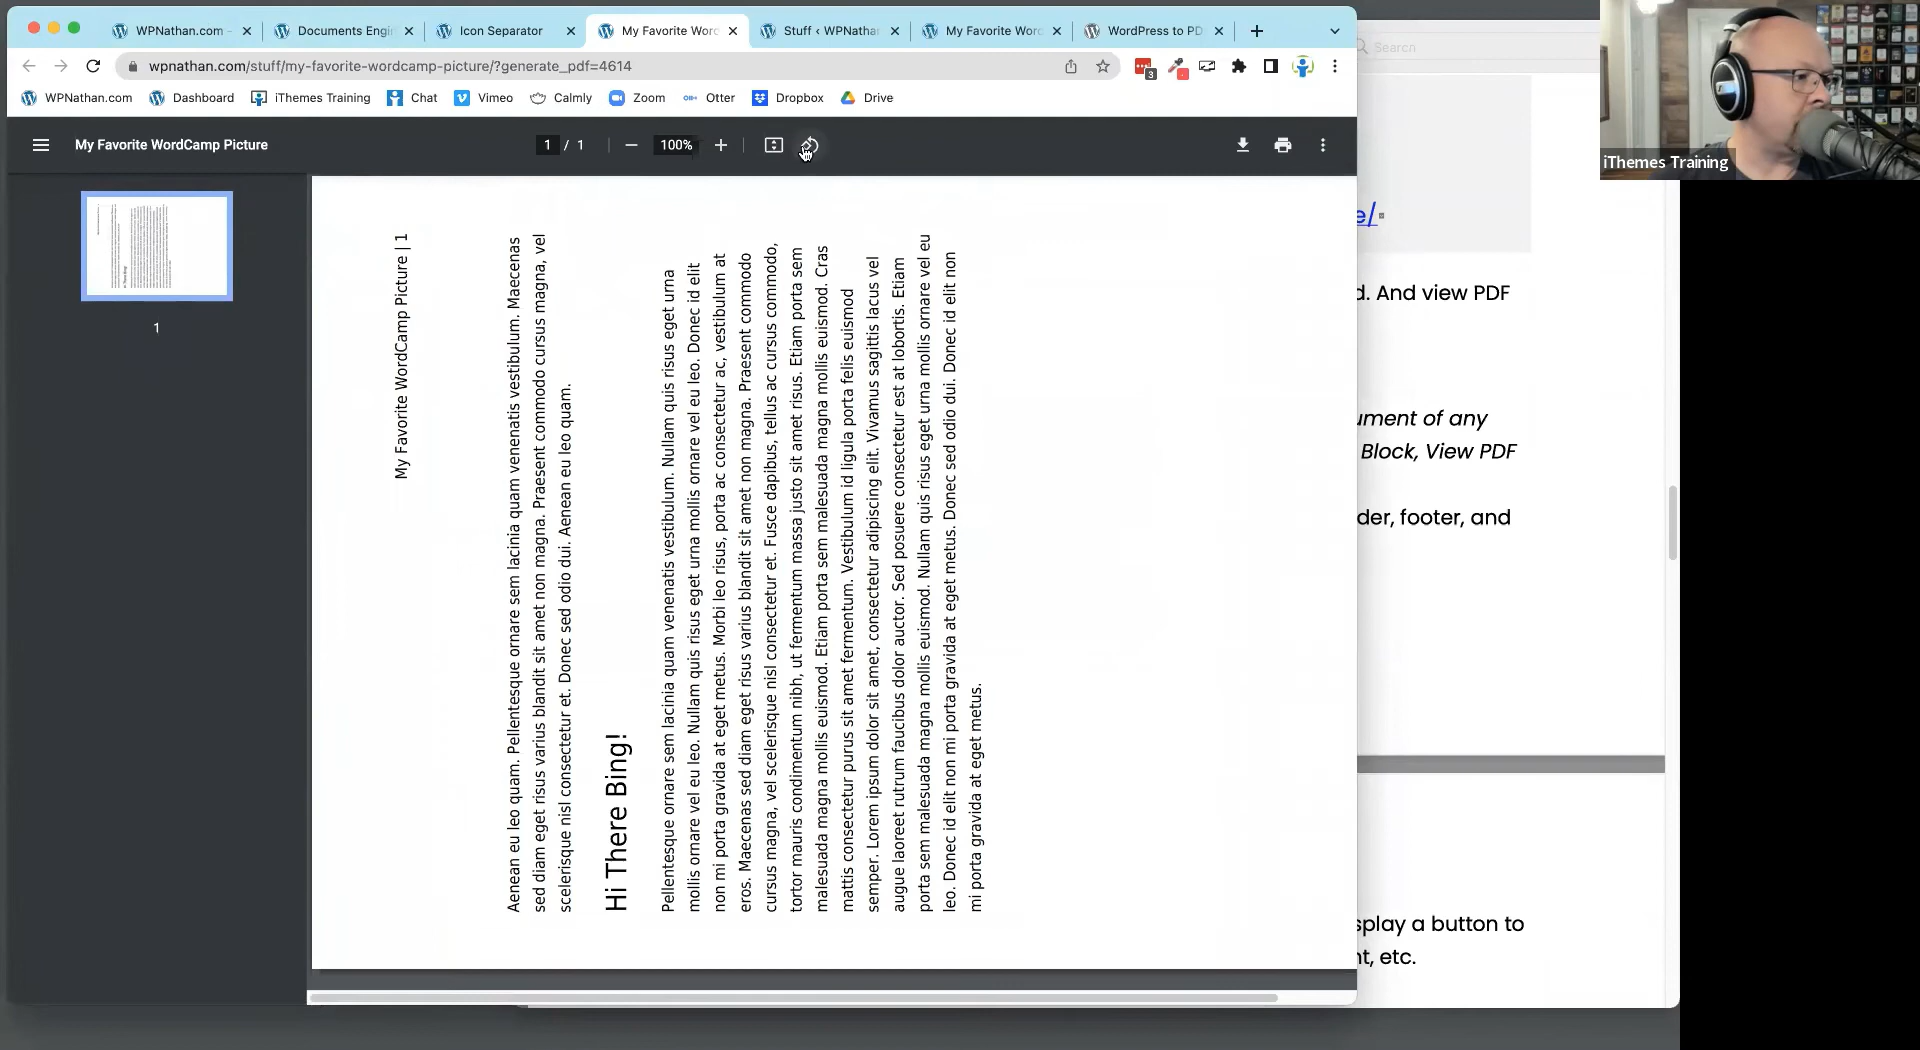 WPNathan.com -
Documents Engi
Icon Separator
My Favorite Wor
Stuff ‹ WPNathan
My Favorite Wor
WordPress to PD
wpnathan.com/stuff/my-favorite-wordcamp-picture/?generate_pdf=4614
3
WPNathan.com
Dashboard
iThemes Training
Chat
Vimeo
Calmly
Zoom
Otter
Dropbox
Drive
My Favorite WordCamp Picture
1 / 1
100%
1
My Favorite WordCamp Picture | 1
Aenean eu leo quam. Pellentesque ornare sem lacinia quam venenatis vestibulum. Maecenas
sed diam eget risus varius blandit sit amet non magna. Praesent commodo cursus magna, vel
scelerisque nisl consectetur et. Donec sed odio dui. Aenean eu leo quam.
Hi There Bing!
Pellentesque ornare sem lacinia quam venenatis vestibulum. Nullam quis risus eget urna
mollis ornare vel eu leo. Nullam quis risus eget urna mollis ornare vel eu leo. Donec id elit
non mi porta gravida at eget metus. Morbi leo risus, porta ac consectetur ac, vestibulum at
eros. Maecenas sed diam eget risus varius blandit sit amet non magna. Praesent commodo
cursus magna, vel scelerisque nisl consectetur et. Fusce dapibus, tellus ac cursus commodo,
tortor mauris condimentum nibh, ut fermentum massa justo sit amet risus. Etiam porta sem
malesuada magna mollis euismod. Etiam porta sem malesuada magna mollis euismod. Cras
mattis consectetur purus sit amet fermentum. Vestibulum id ligula porta felis euismod
semper. Lorem ipsum dolor sit amet, consectetur adipiscing elit. Vivamus sagittis lacus vel
augue laoreet rutrum faucibus dolor auctor. Sed posuere consectetur est at lobortis. Etiam
porta sem malesuada magna mollis euismod. Nullam quis risus eget urna mollis ornare vel eu
leo. Donec id elit non mi porta gravida at eget metus. Donec sed odio dui. Donec id elit non
mi porta gravida at eget metus.
Search
e/
d. And view PDF
ument of any
Block, View PDF
der, footer, and
splay a button to
nt, etc.
iThemes Training